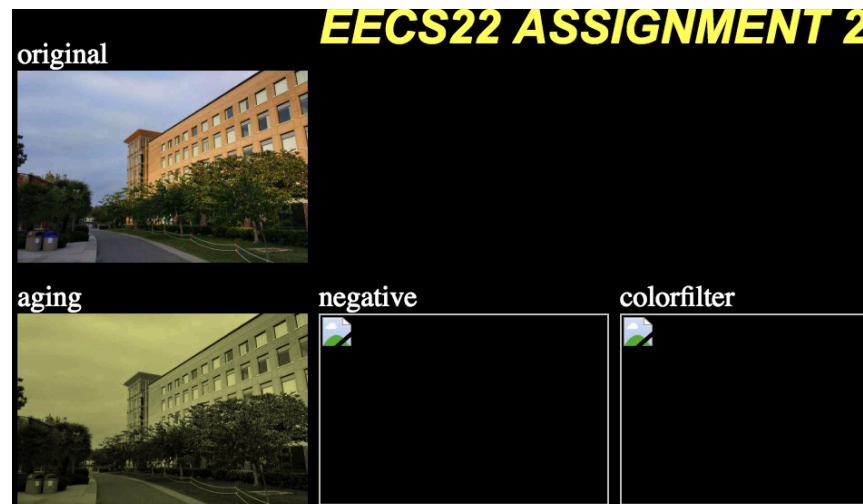 EECS22 ASSIGNMENT 2
original
aging
negative
colorfilter